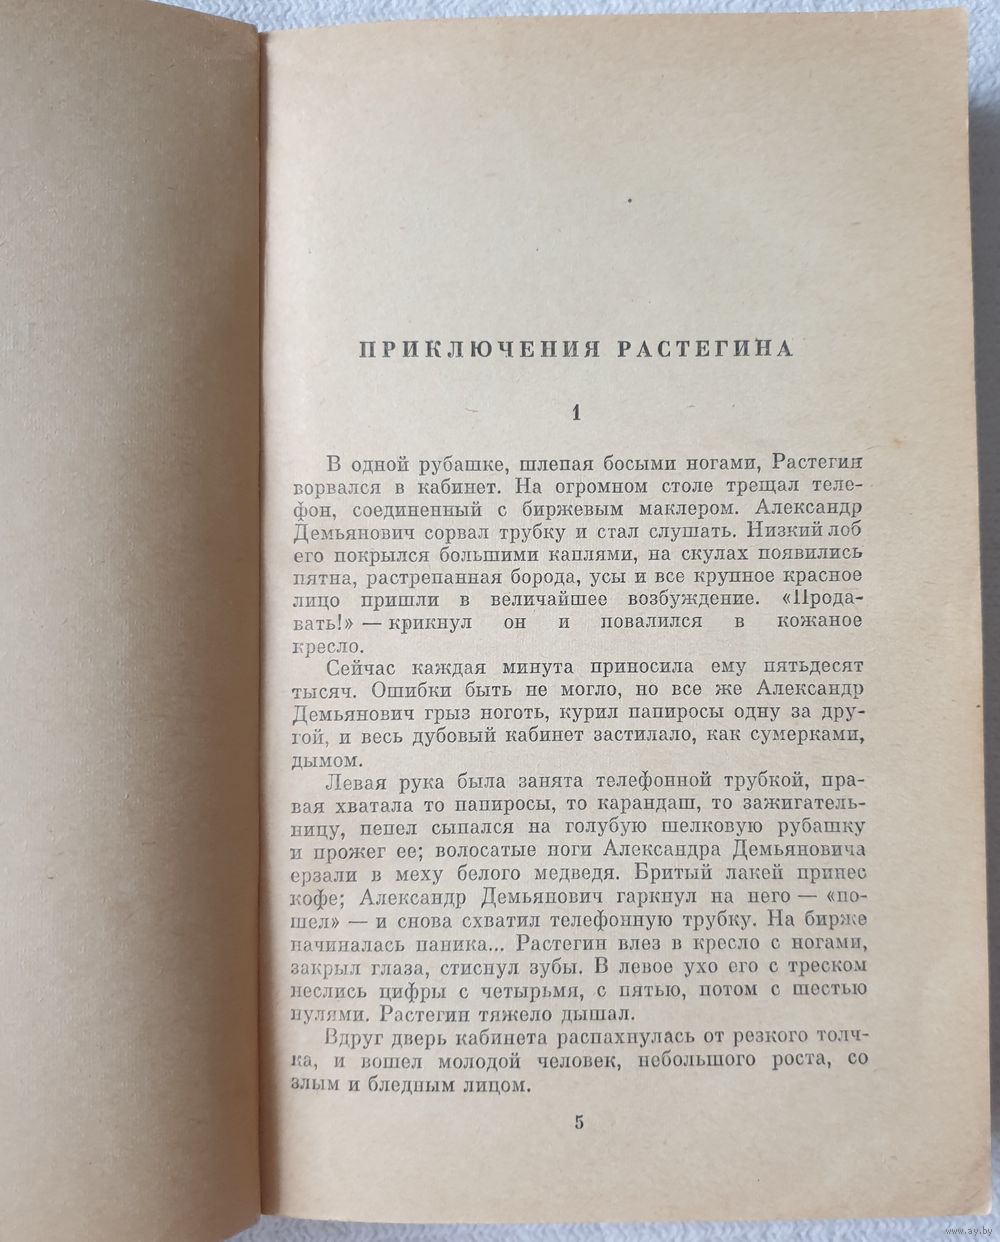 ПРИКЛЮЧЕНИЯ РАСТЕГИНА
1
В одной рубашке, шлепая босыми ногами, Растегин
ворвался в кабинет. На огромном столе трещал теле-
фон, соединенный с биржевым маклером. Александр
Демьянович сорвал трубку и стал слушать. Низкий лоб
его покрылся большими каплями, на скулах появились
пятна, растрепанная борода, усы и все крупное красное
лицо пришли в величайшее возбуждение. «Прода-
вать!» — крикнул он и повалился в кожаное
кресло.
Сейчас каждая минута приносила ему пятьдесят
тысяч. Ошибки быть не могло, но все же Александр
Демьянович грыз ноготь, курил папиросы одну за дру-
гой, и весь дубовый кабинет застилало, как сумерками,
дымом.
Левая рука была занята телефонной трубкой, пра-
вая хватала то папиросы, то карандаш, то зажигатель-
ницу, пепел сыпался на голубую шелковую рубашку
и прожег ее; волосатые ноги Александра Демьяновича
ерзали в меху белого медведя. Бритый лакей принес
кофе; Александр Демьянович гаркнул на него — «по-
шел» — и снова схватил телефонную трубку. На бирже
начиналась паника... Растегин влез в кресло с ногами,
закрыл глаза, стиснул зубы. В левое ухо его с треском
неслись цифры с четырьмя, с пятью, потом с шестью
нулями. Растегин тяжело дышал.
Вдруг дверь кабинета распахнулась от резкого толч-
ка, и вошел молодой человек, небольшого роста, со
злым и бледным лицом.
5
www.ay.by